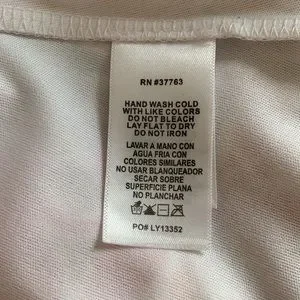 RN #37763
HAND WASH COLD
WITH LIKE COLORS
DO NOT BLEACH
LAY FLAT TO DRY
DO NOT IRON
LAVAR A MANO CON
AGUA FRIA CON
COLORES SIMILARES
NO USAR BLANQUEADOR
SECAR SOBRE
SUPERFICIE PLANA
NO PLANCHAR
PO# LY13352